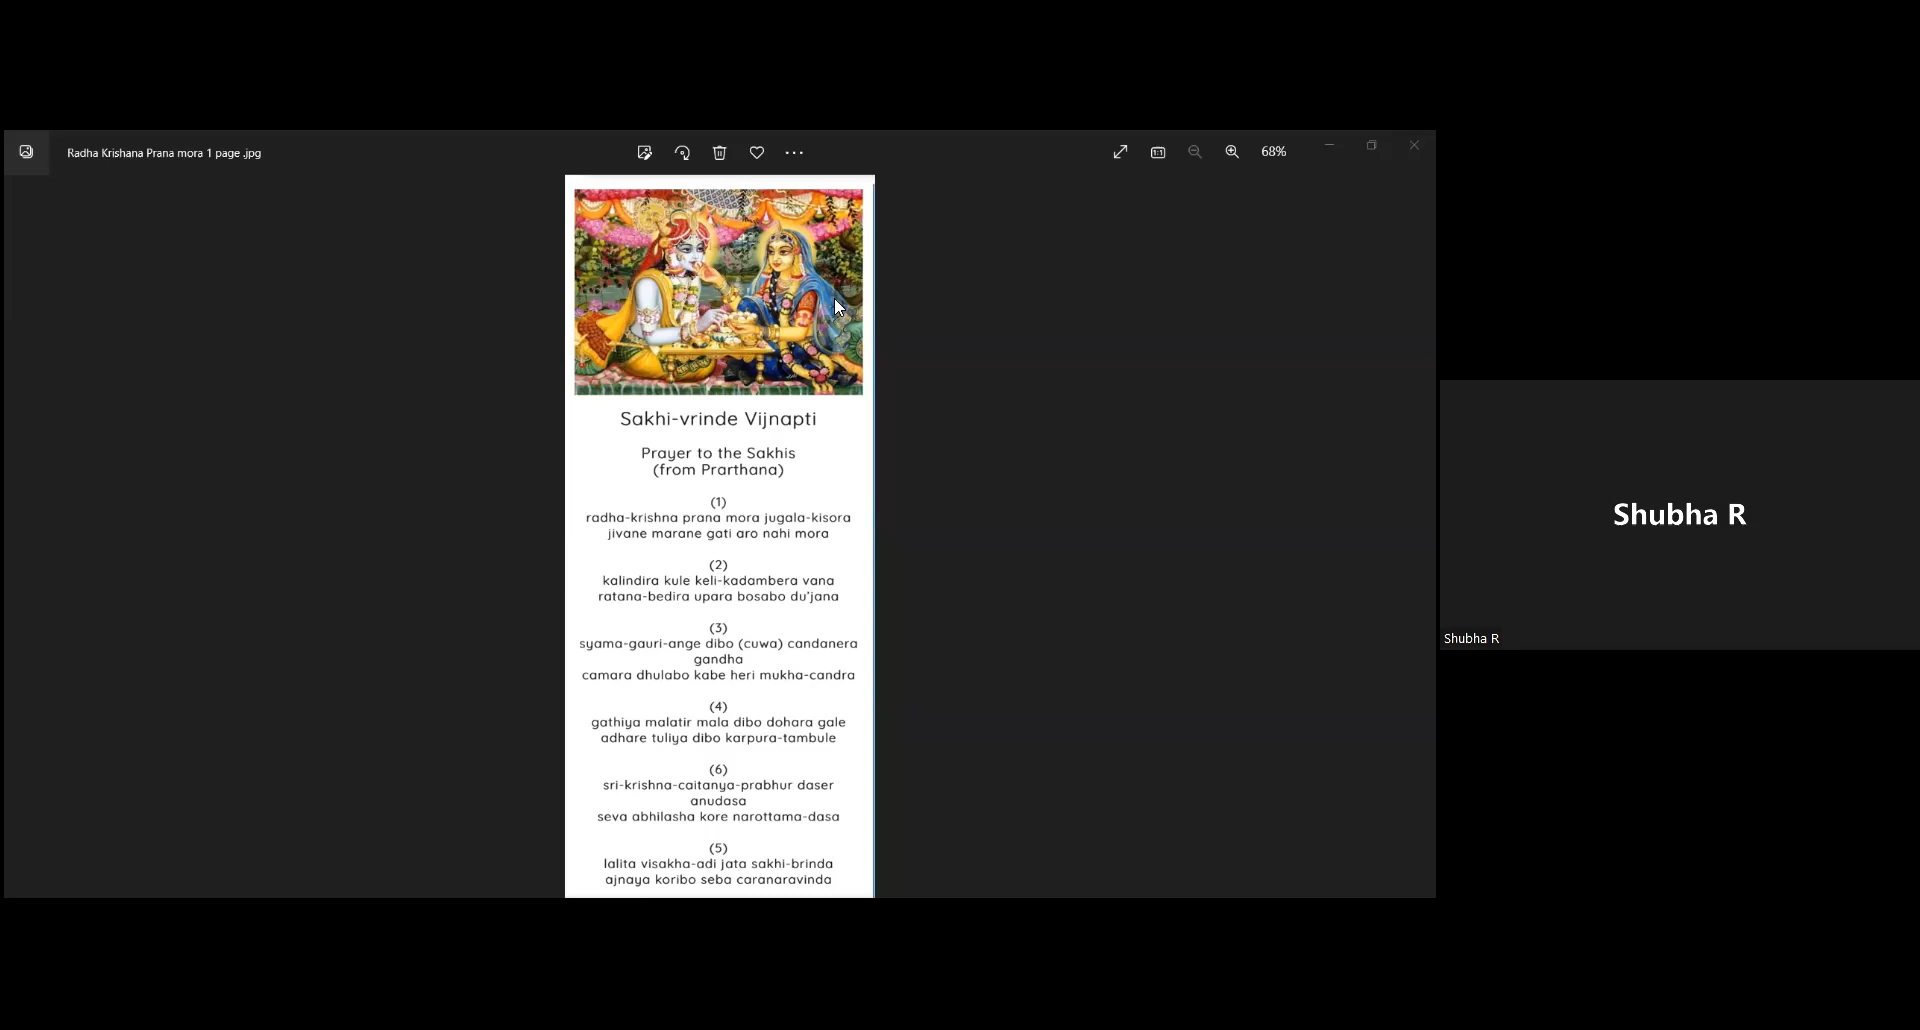 Radha Krishana Prana mora 1 page .jpg
68%
Sakhi-vrinde Vijnapti
Prayer to the Sakhis
(from Prarthana)
(1)
radha-krishna prana mora jugala-kisora
jivane marane gati aro nahi mora
(2)
kalindira kule keli-kadambera vana
ratana-bedira upara bosabo du'jana
(3)
syama-gauri-ange dibo (cuwa) candanera
gandha
camara dhulabo kabe heri mukha-candra
(4)
gathiya malatir mala dibo dohara gale
adhare tuliya dibo karpura-tambule
(6)
sri-krishna-caitanya-prabhur daser
anudasa
seva abhilasha kore narottama-dasa
(5)
lalita visakha-adi jata sakhi-brinda
ajnaya koribo seba caranaravinda
Shubha R
Shubha R